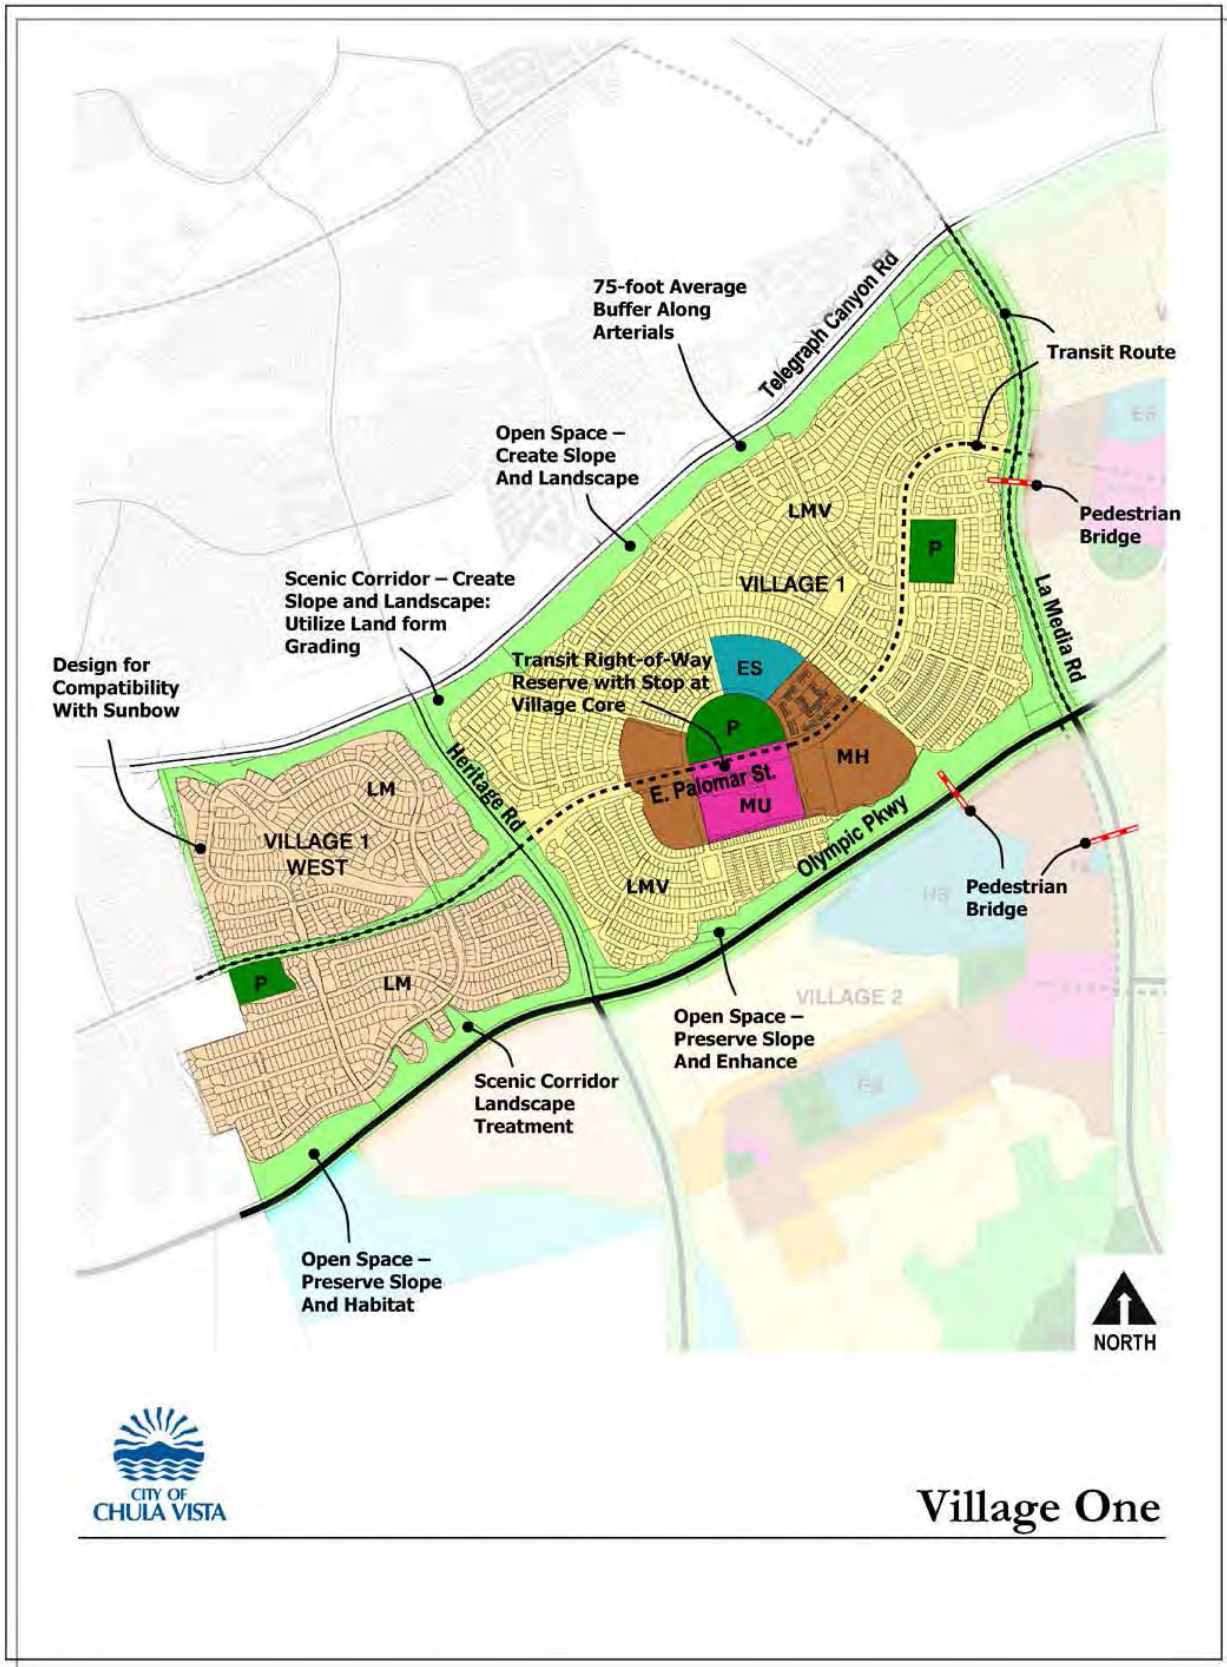 75-foot Average
Buffer Along
Arterials
Telegraph Canyon Rd
Transit Route
Open Space –
Create Slope
And Landscape
ES
LMV
Pedestrian
Bridge
P
VILLAGE 1
Scenic Corridor – Create
Slope and Landscape:
Utilize Land form
Grading
La Media Rd
Design for
Compatibility
With Sunbow
Transit Right-of-Way
Reserve with Stop at
Village Core
ES
P
Heritage Rd
MH
E. Palomar St.
MU
LM
VILLAGE 1
WEST
Olympic Pkwy
LMV
Pedestrian
Bridge
HS
P
LM
VILLAGE 2
Open Space –
Preserve Slope
And Enhance
Scenic Corridor
Landscape
Treatment
ES
Open Space –
Preserve Slope
And Habitat
NORTH
CITY OF
CHULA VISTA
Village One